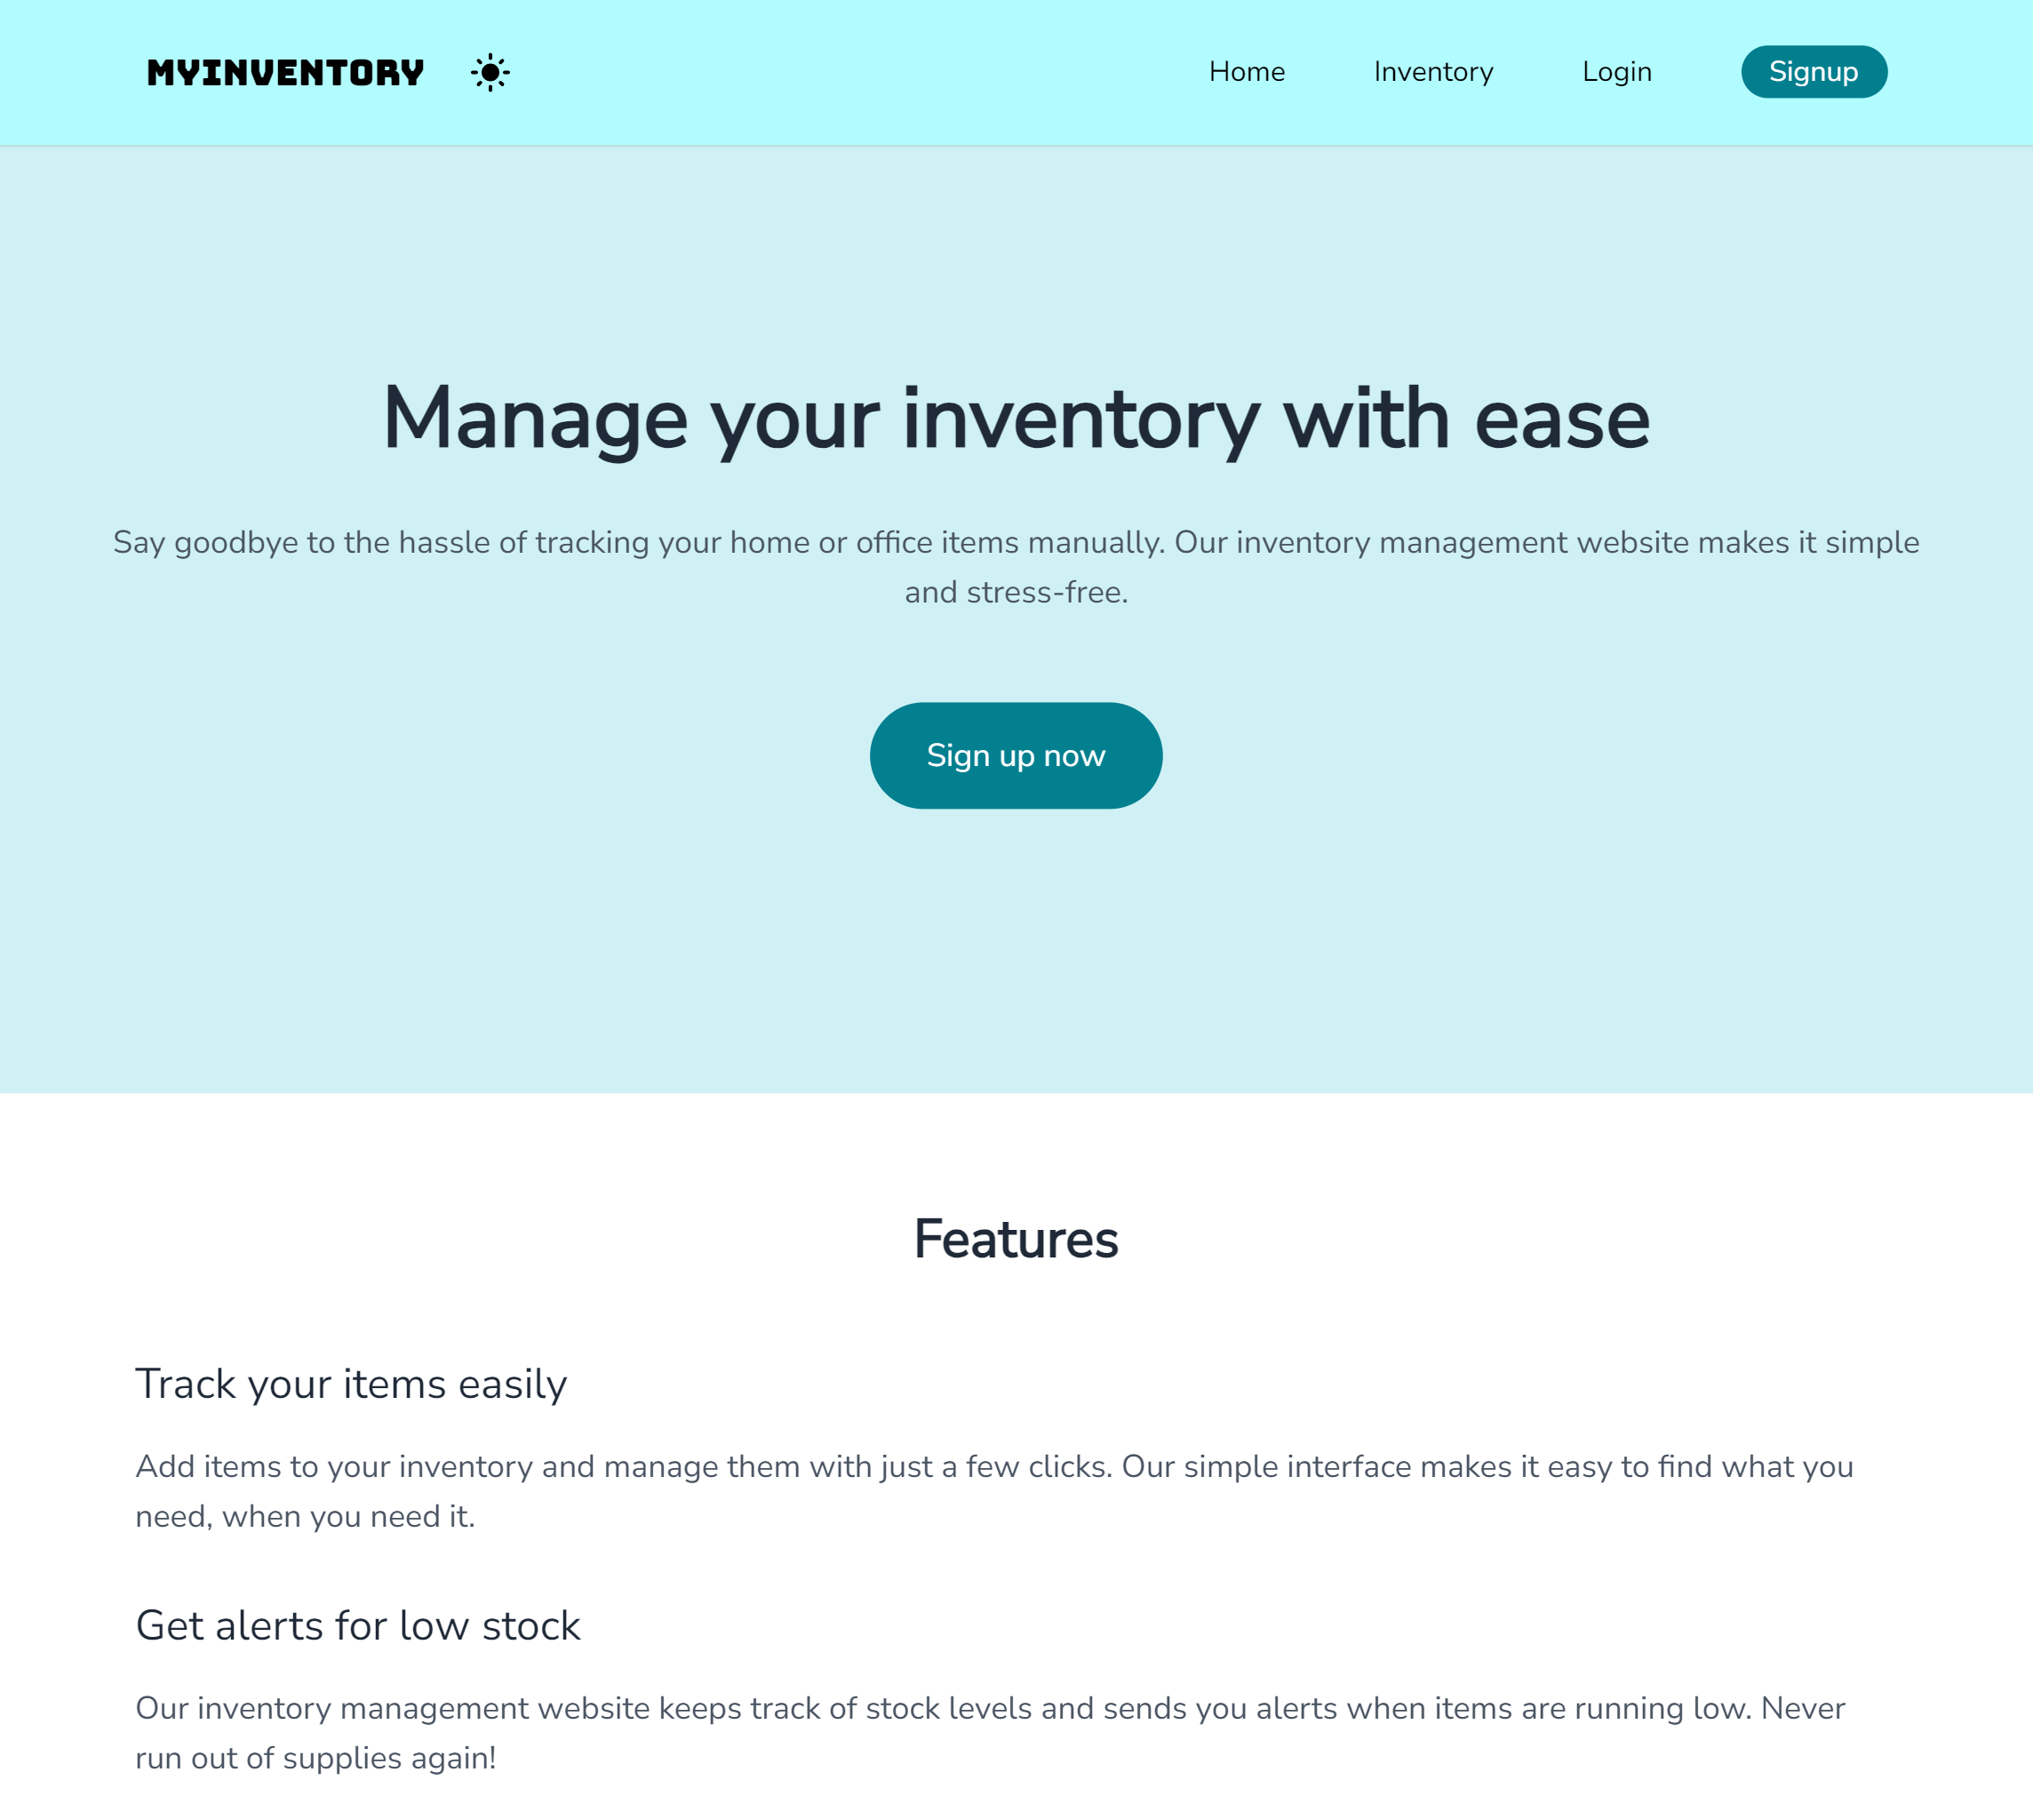 MYINVENTORY
Home Inventory Login Signup
Manage your inventory with ease
Say goodbye to the hassle of tracking your home or office items manually. Our inventory management website makes it simple
and stress-free.
Sign up now
Features
Track your items easily
Add items to your inventory and manage them with just a few clicks. Our simple interface makes it easy to find what you
need, when you need it.
Get alerts for low stock
Our inventory management website keeps track of stock levels and sends you alerts when items are running low. Never
run out of supplies again!